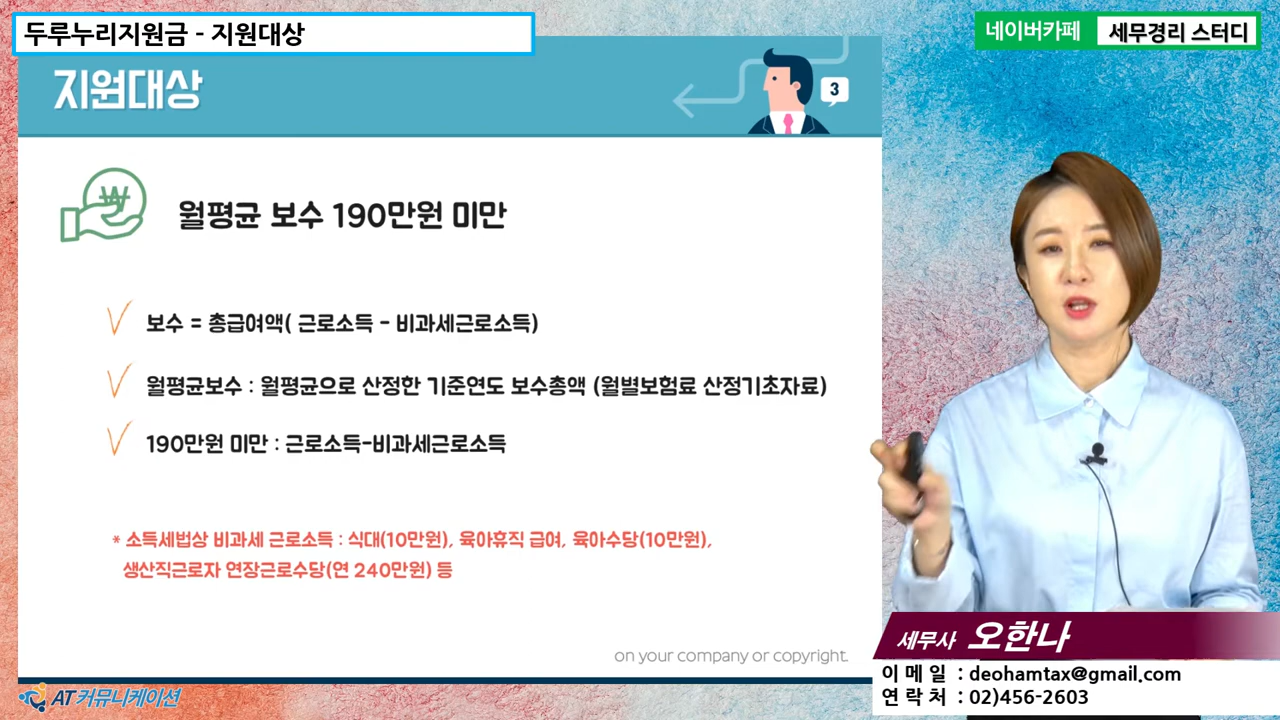 두루누리지원금 - 지원대상
네이버카페 세무경리 스터디
지원대상
3
월평균 보수 190만원 미만
보수 = 총급여액( 근로소득 - 비과세근로소득)
월평균보수 : 월평균으로 산정한 기준연도 보수총액 (월별보험료 산정기초자료)
190만원 미만 : 근로소득-비과세근로소득
* 소득세법상 비과세 근로소득 : 식대(10만원), 육아휴직 급여, 육아수당(10만원),
생산직근로자 연장근로수당(연 240만원) 등
on your company or copyright.
세무사 오한나
이 메 일 : deohamtax@gmail.com
연 락 처 : 02)456-2603
AT커뮤니케이션